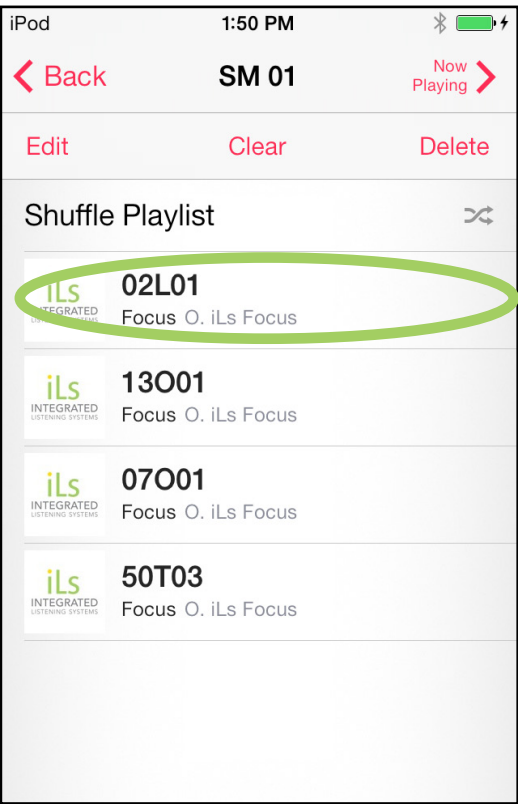 iPod 1:50 PM
Back SM 01 Now Playing
Edit Clear Delete
Shuffle Playlist
iLs
INTEGRATED
LISTENING SYSTEMS
02L01
Focus O. iLs Focus
iLs
INTEGRATED
LISTENING SYSTEMS
13O01
Focus O. iLs Focus
iLs
INTEGRATED
LISTENING SYSTEMS
07O01
Focus O. iLs Focus
iLs
INTEGRATED
LISTENING SYSTEMS
50T03
Focus O. iLs Focus